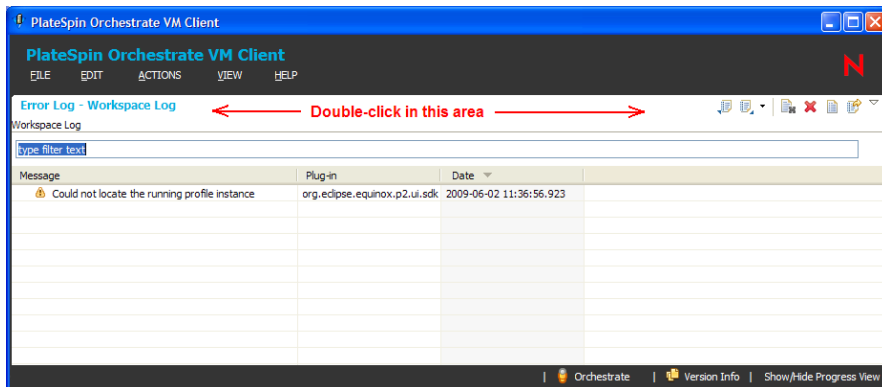 PlateSpin Orchestrate VM Client
PlateSpin Orchestrate VM Client
FILE EDIT ACTIONS VIEW HELP
N
Error Log - Workspace Log Double-click in this area
Workspace Log
type filter text
Message Plug-in Date
Could not locate the running profile instance org.eclipse.equinox.p2.ui.sdk 2009-06-02 11:36:56.923
| Orchestrate | Version Info | Show/Hide Progress View